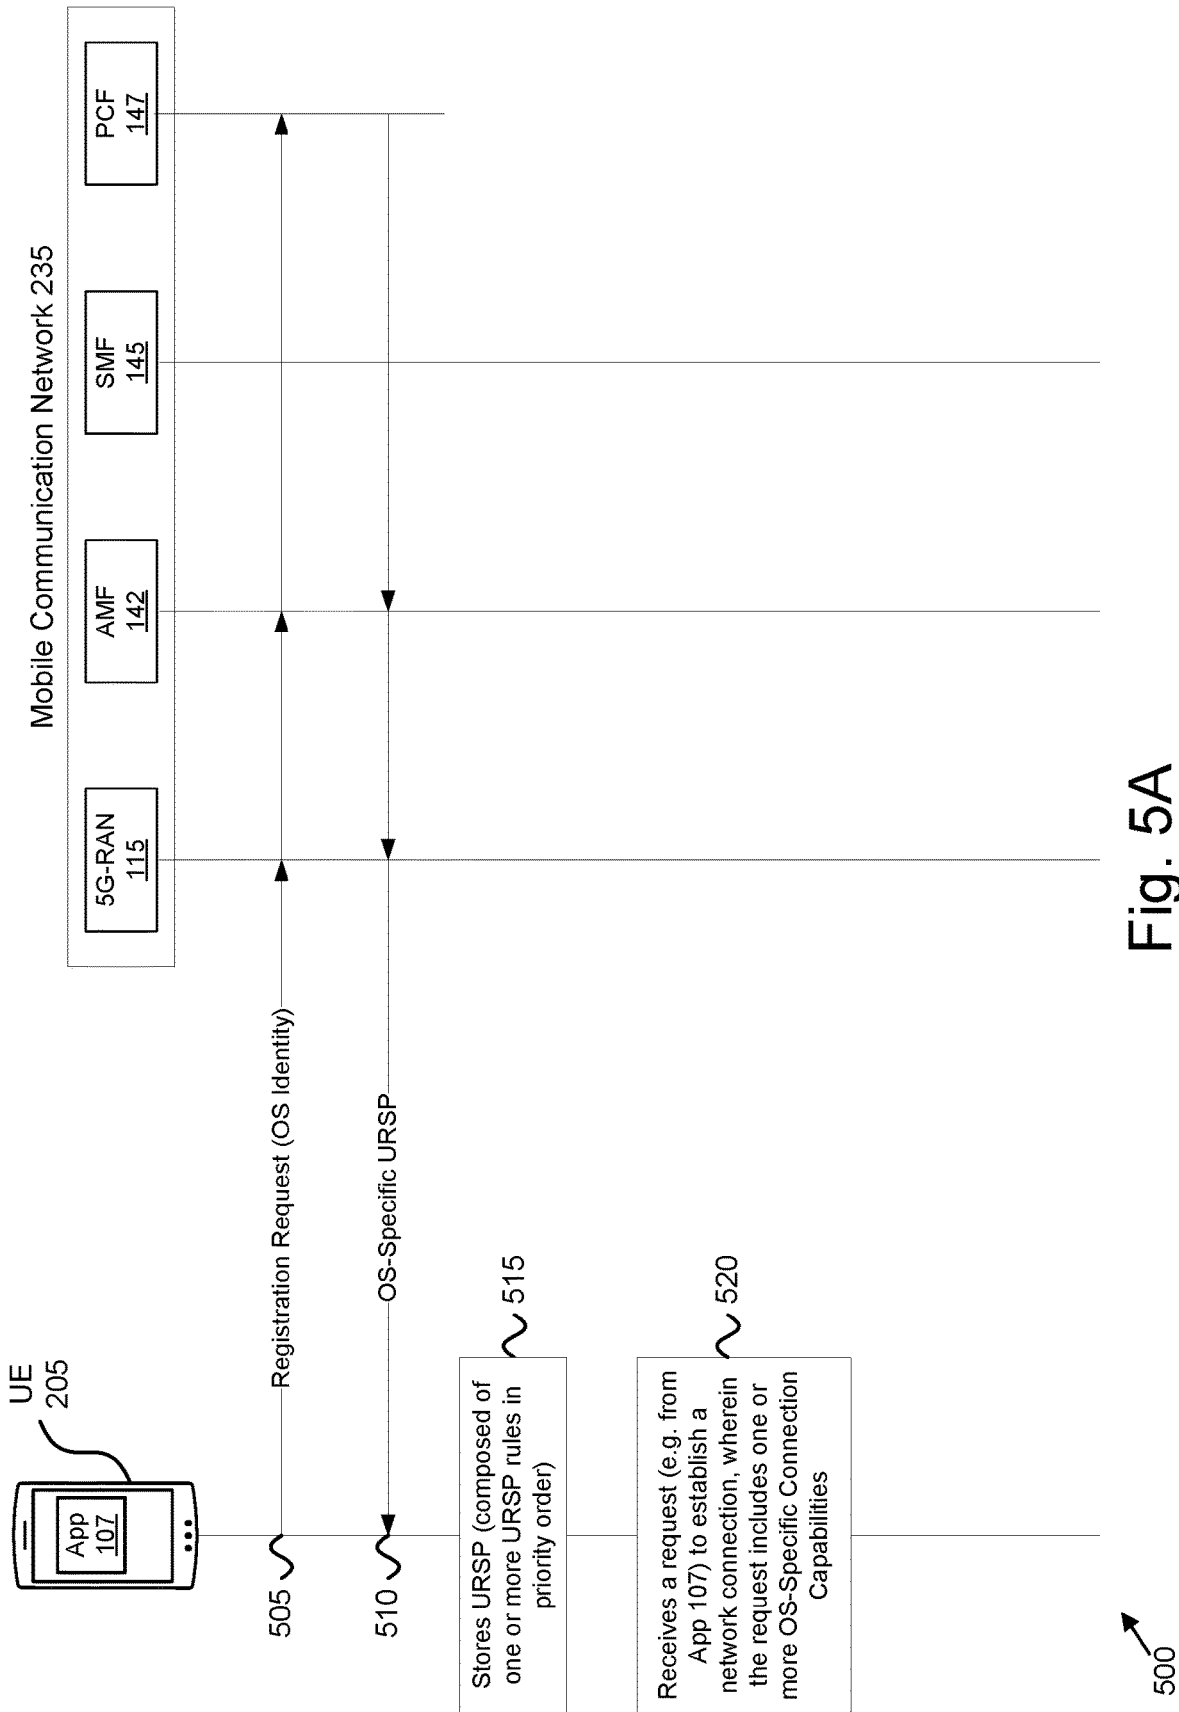 UE
205
App
107
Mobile Communication Network 235
5G-RAN
115
AMF
142
SMF
145
PCF
147
505
Registration Request (OS Identity)
510
OS-Specific URSP
Stores URSP (composed of
one or more URSP rules in
priority order)
515
Receives a request (e.g. from
App 107) to establish a
network connection, wherein
the request includes one or
more OS-Specific Connection
Capabilities
520
500
Fig. 5A